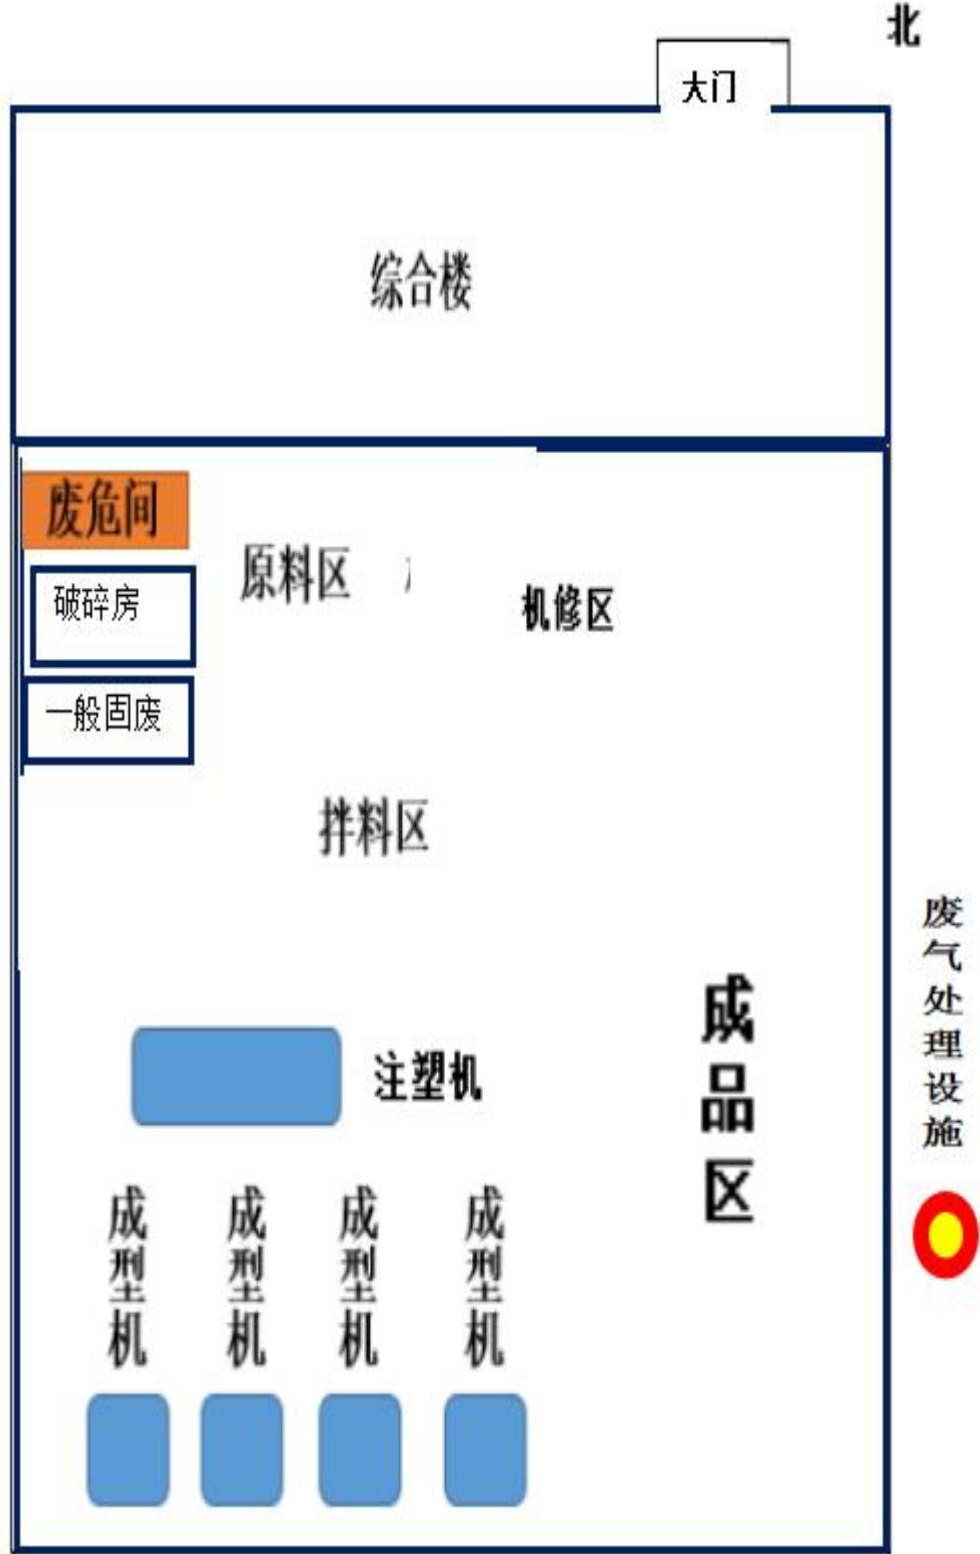 北
大门
综合楼
废危间
原料区
机修区
破碎房
一般固废
拌料区
废气处理设施
成品区
注塑机
成型机
成型机
成型机
成型机